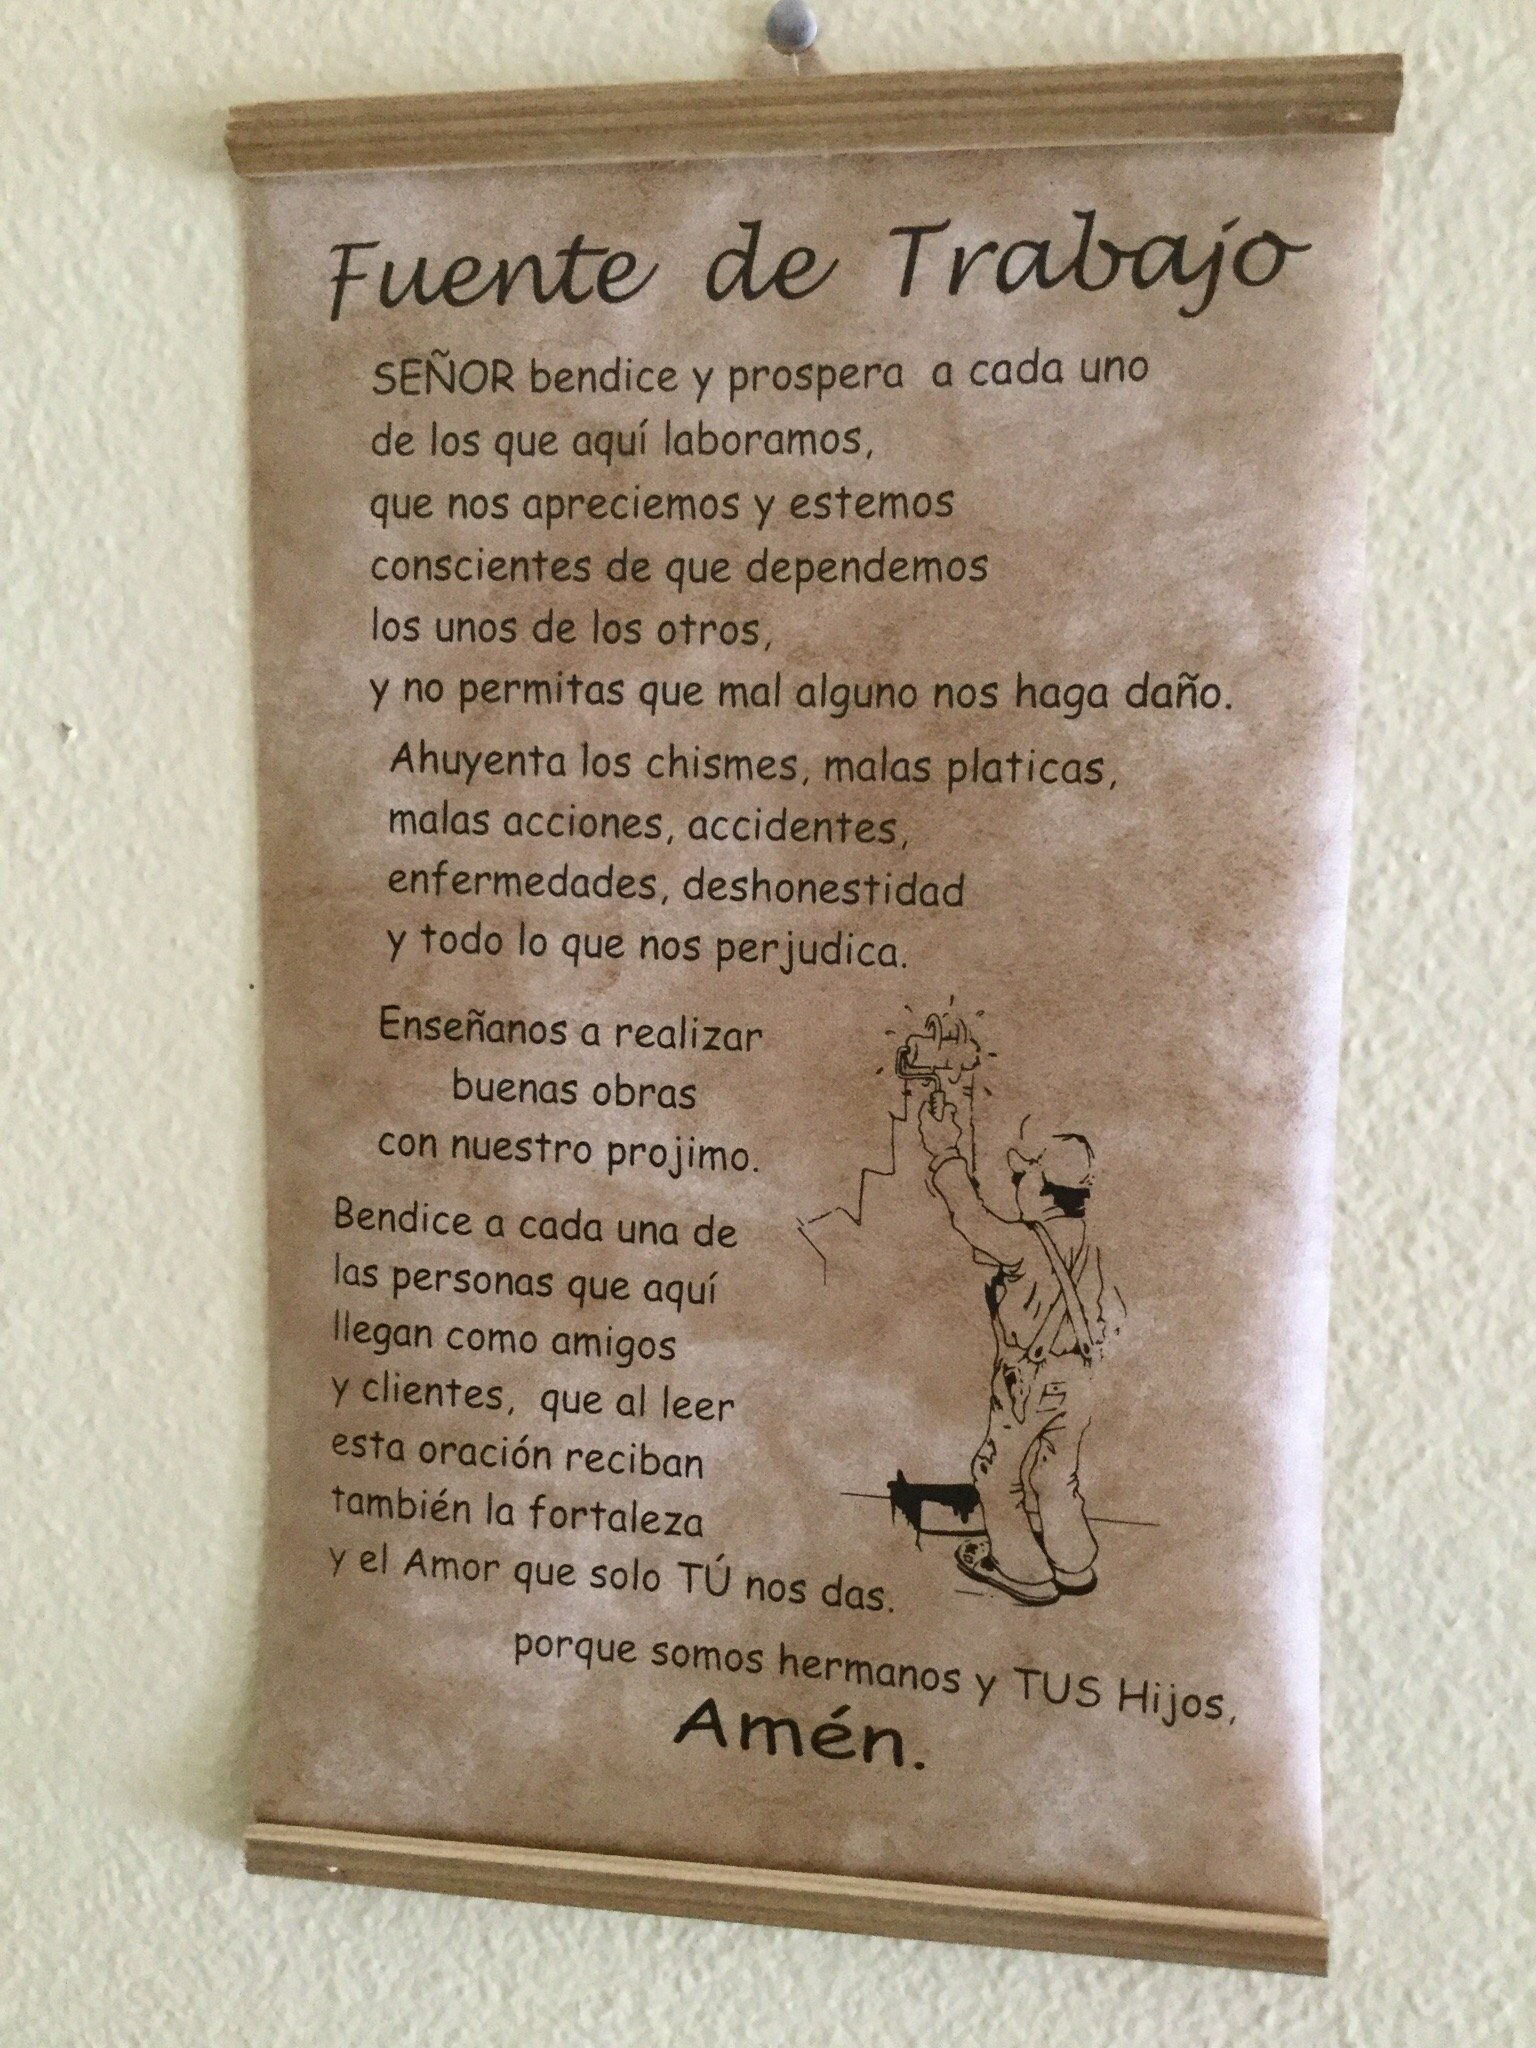 Fuente de Trabajo
SEÑOR bendice y prospera a cada uno
de los que aquí laboramos,
que nos apreciemos y estemos
conscientes de que dependemos
los unos de los otros,
y no permitas que mal alguno nos haga daño.
Ahuyenta los chismes, malas platicas,
malas acciones, accidentes,
enfermedades, deshonestidad
y todo lo que nos perjudica.
Enseñanos a realizar
buenas obras
con nuestro projimo.
Bendice a cada una de
las personas que aquí
llegan como amigos
y clientes, que al leer
esta oración reciban
también la fortaleza
y el Amor que solo TÚ nos das.
porque somos hermanos y TUS Hijos,
Amén.